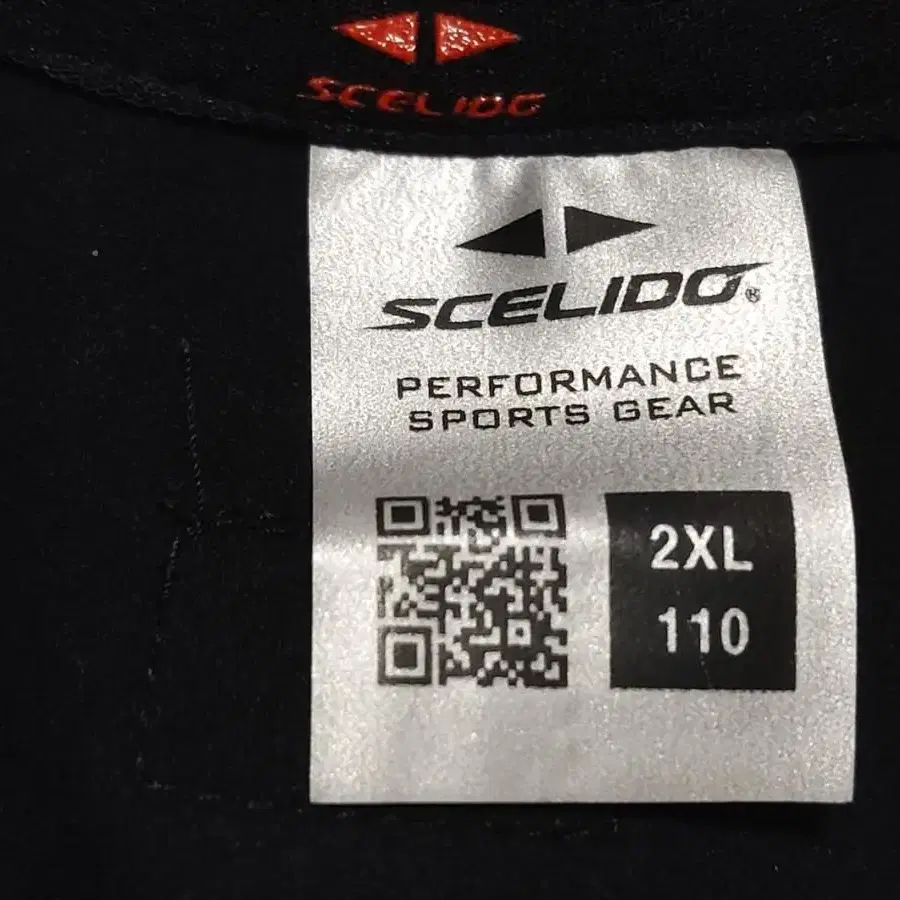 SCELIDO
SCELIDO®
PERFORMANCE
SPORTS GEAR
2XL
110